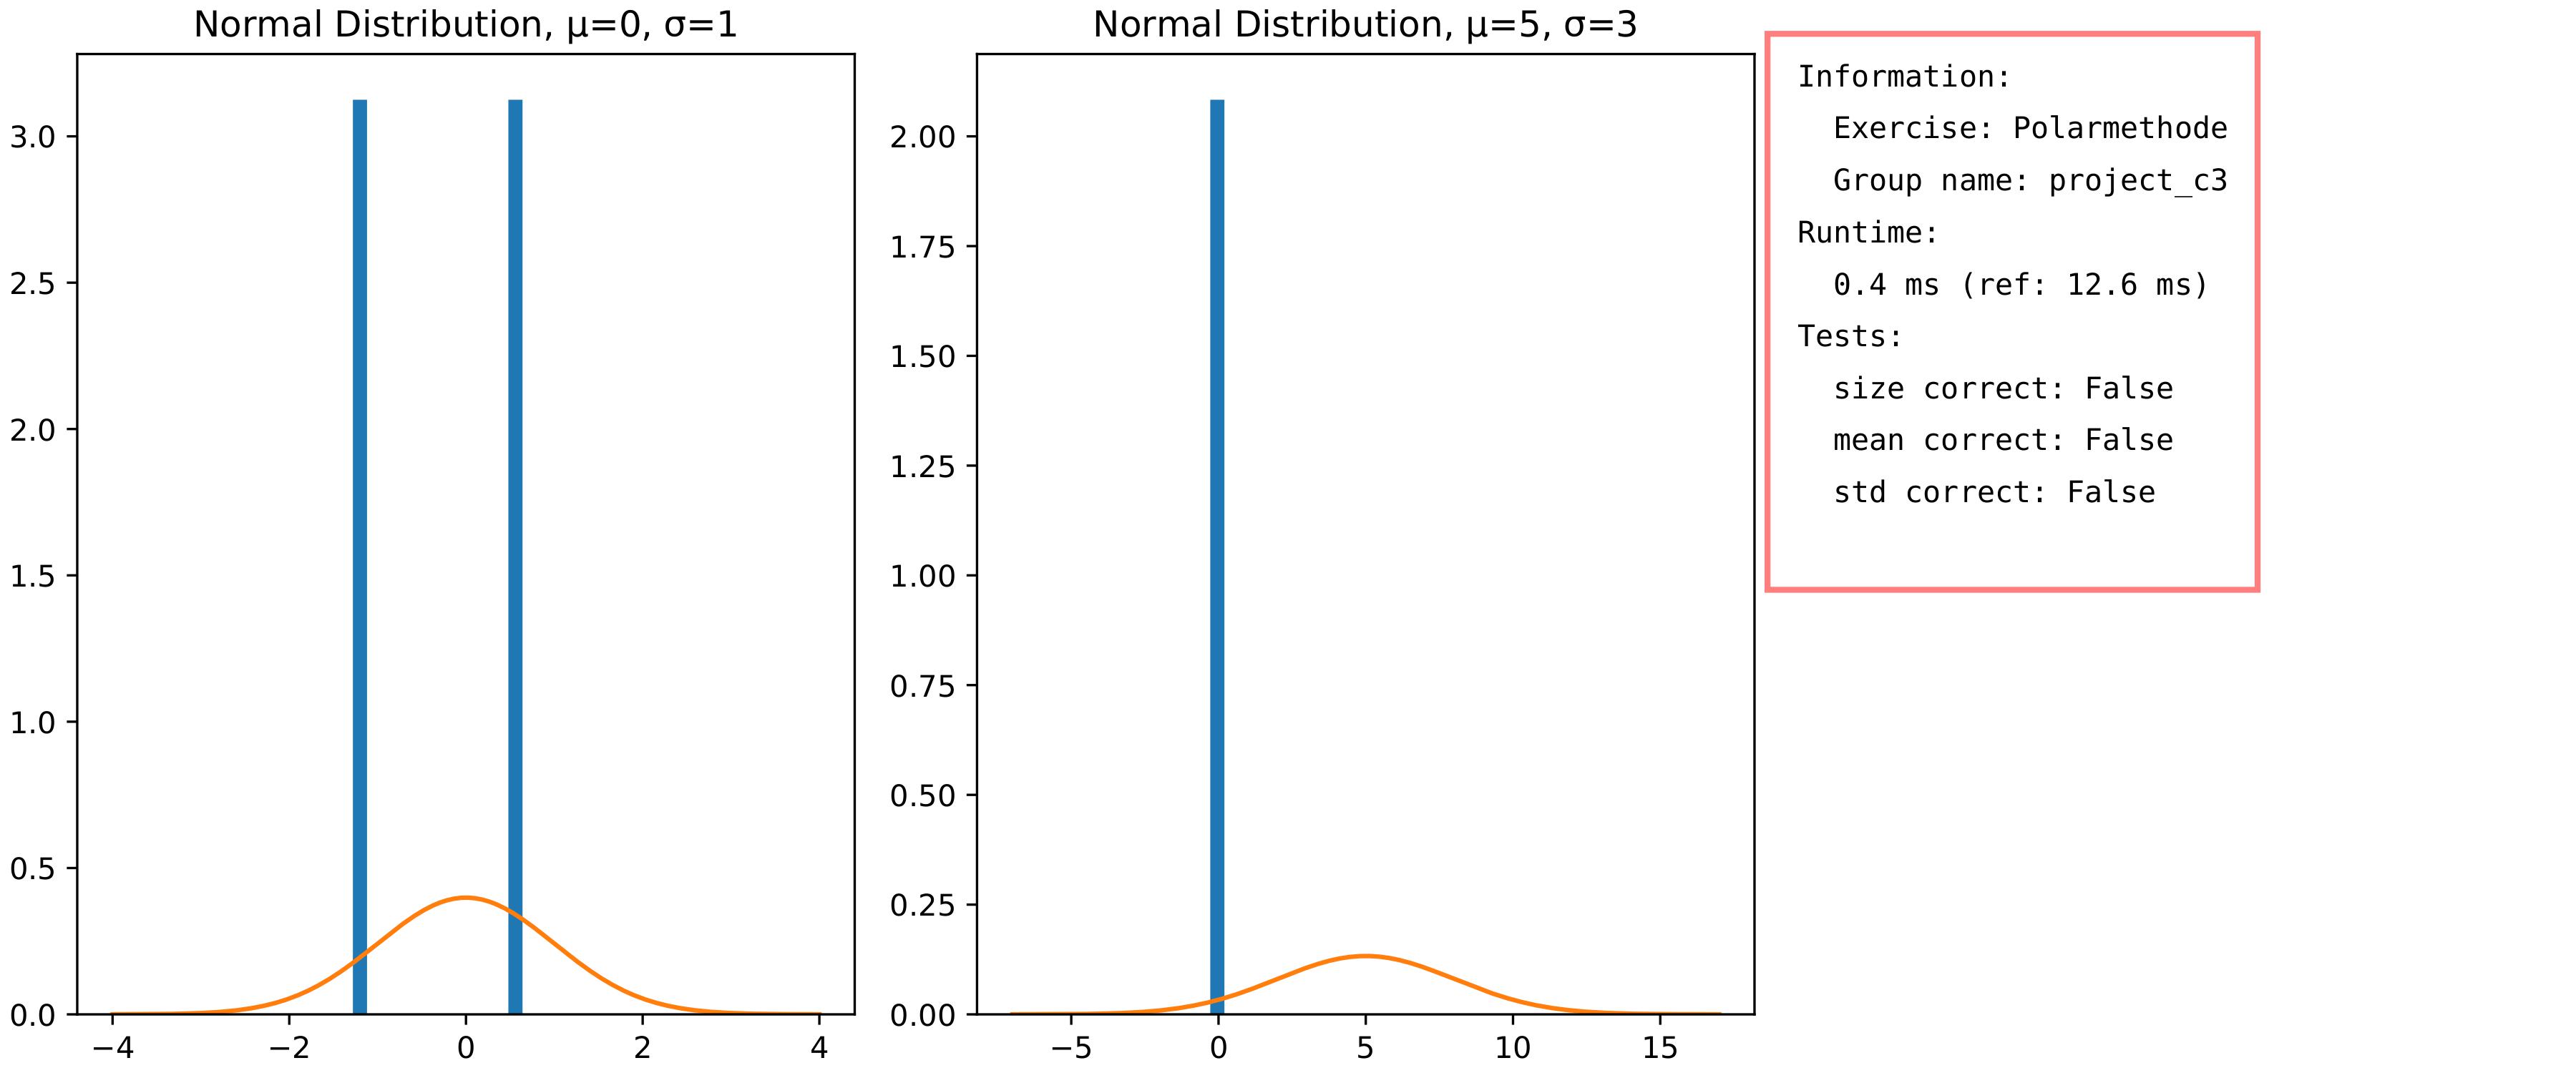 Normal Distribution, μ=0, σ=1
3.0
2.5
2.0
1.5
1.0
0.5
0.0
−4 −2 0 2 4
Normal Distribution, μ=5, σ=3
2.00
1.75
1.50
1.25
1.00
0.75
0.50
0.25
0.00
−5 0 5 10 15
Information:
Exercise: Polarmethode
Group name: project_c3
Runtime:
0.4 ms (ref: 12.6 ms)
Tests:
size correct: False
mean correct: False
std correct: False